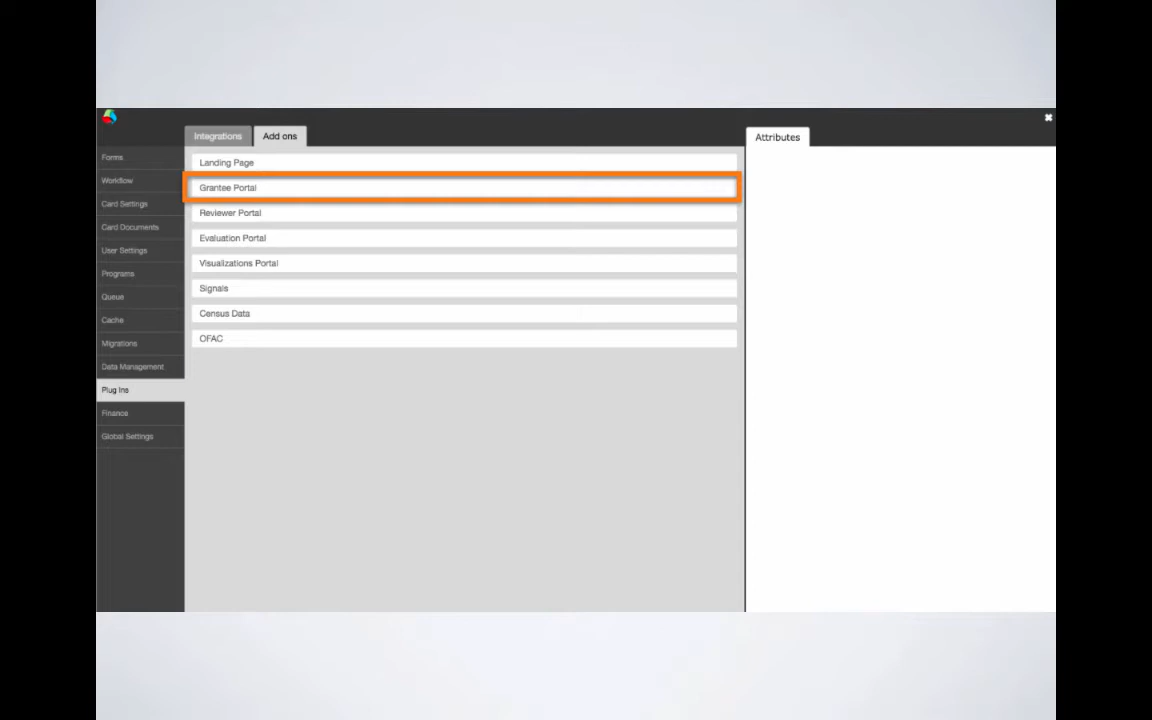 Integrations
Add ons
Attributes
Forms
Workflow
Card Settings
Card Documents
User Settings
Programs
Queue
Cache
Migrations
Data Management
Plug Ins
Finance
Global Settings
Landing Page
Grantee Portal
Reviewer Portal
Evaluation Portal
Visualizations Portal
Signals
Census Data
OFAC